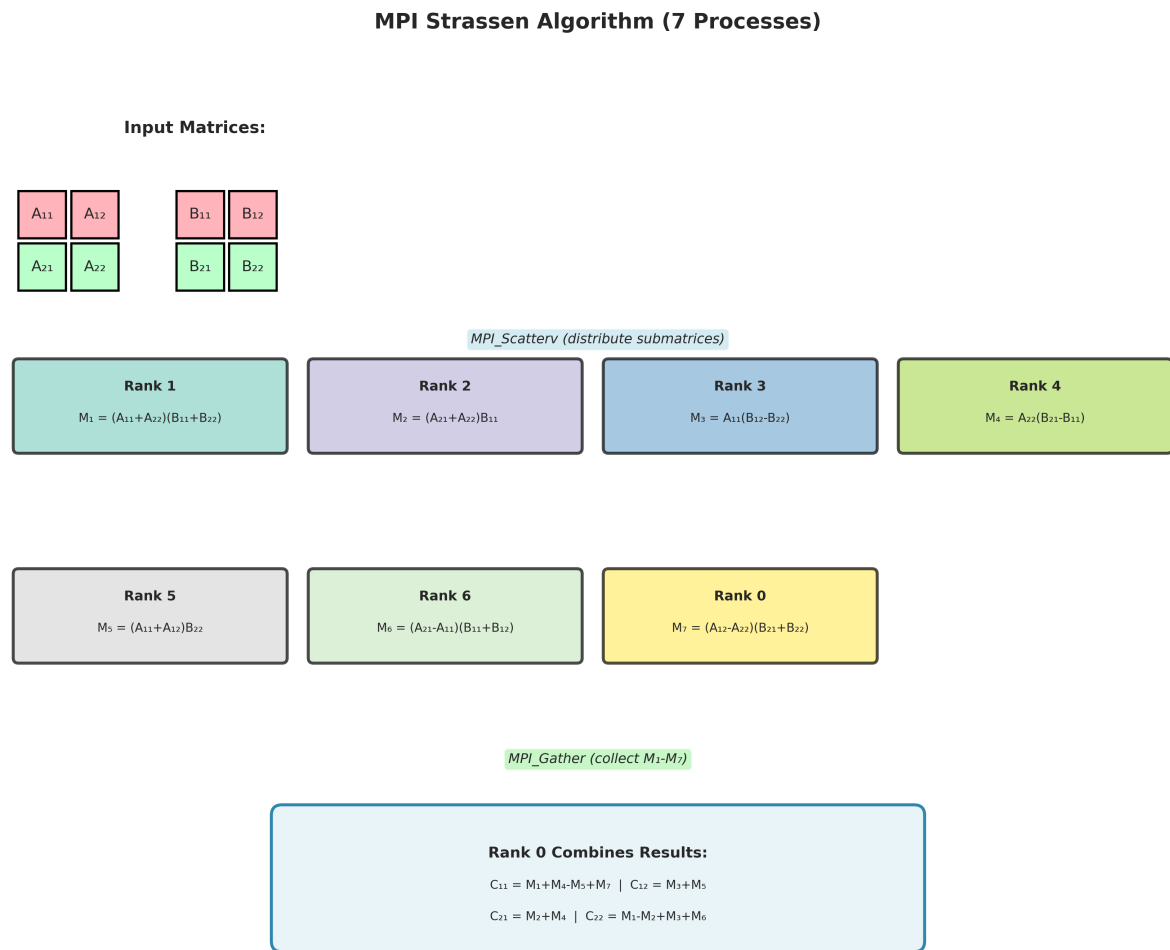 MPI Strassen Algorithm (7 Processes)
Input Matrices:
A₁₁ A₁₂ B₁₁ B₁₂
A₂₁ A₂₂ B₂₁ B₂₂
MPI_Scatterv (distribute submatrices)
Rank 1
M₁ = (A₁₁+A₂₂)(B₁₁+B₂₂)
Rank 2
M₂ = (A₂₁+A₂₂)B₁₁
Rank 3
M₃ = A₁₁(B₁₂-B₂₂)
Rank 4
M₄ = A₂₂(B₂₁-B₁₁)
Rank 5
M₅ = (A₁₁+A₁₂)B₂₂
Rank 6
M₆ = (A₂₁-A₁₁)(B₁₁+B₁₂)
Rank 0
M₇ = (A₁₂-A₂₂)(B₂₁+B₂₂)
MPI_Gather (collect M₁-M₇)
Rank 0 Combines Results:
C₁₁ = M₁+M₄-M₅+M₇ | C₁₂ = M₃+M₅
C₂₁ = M₂+M₄ | C₂₂ = M₁-M₂+M₃+M₆